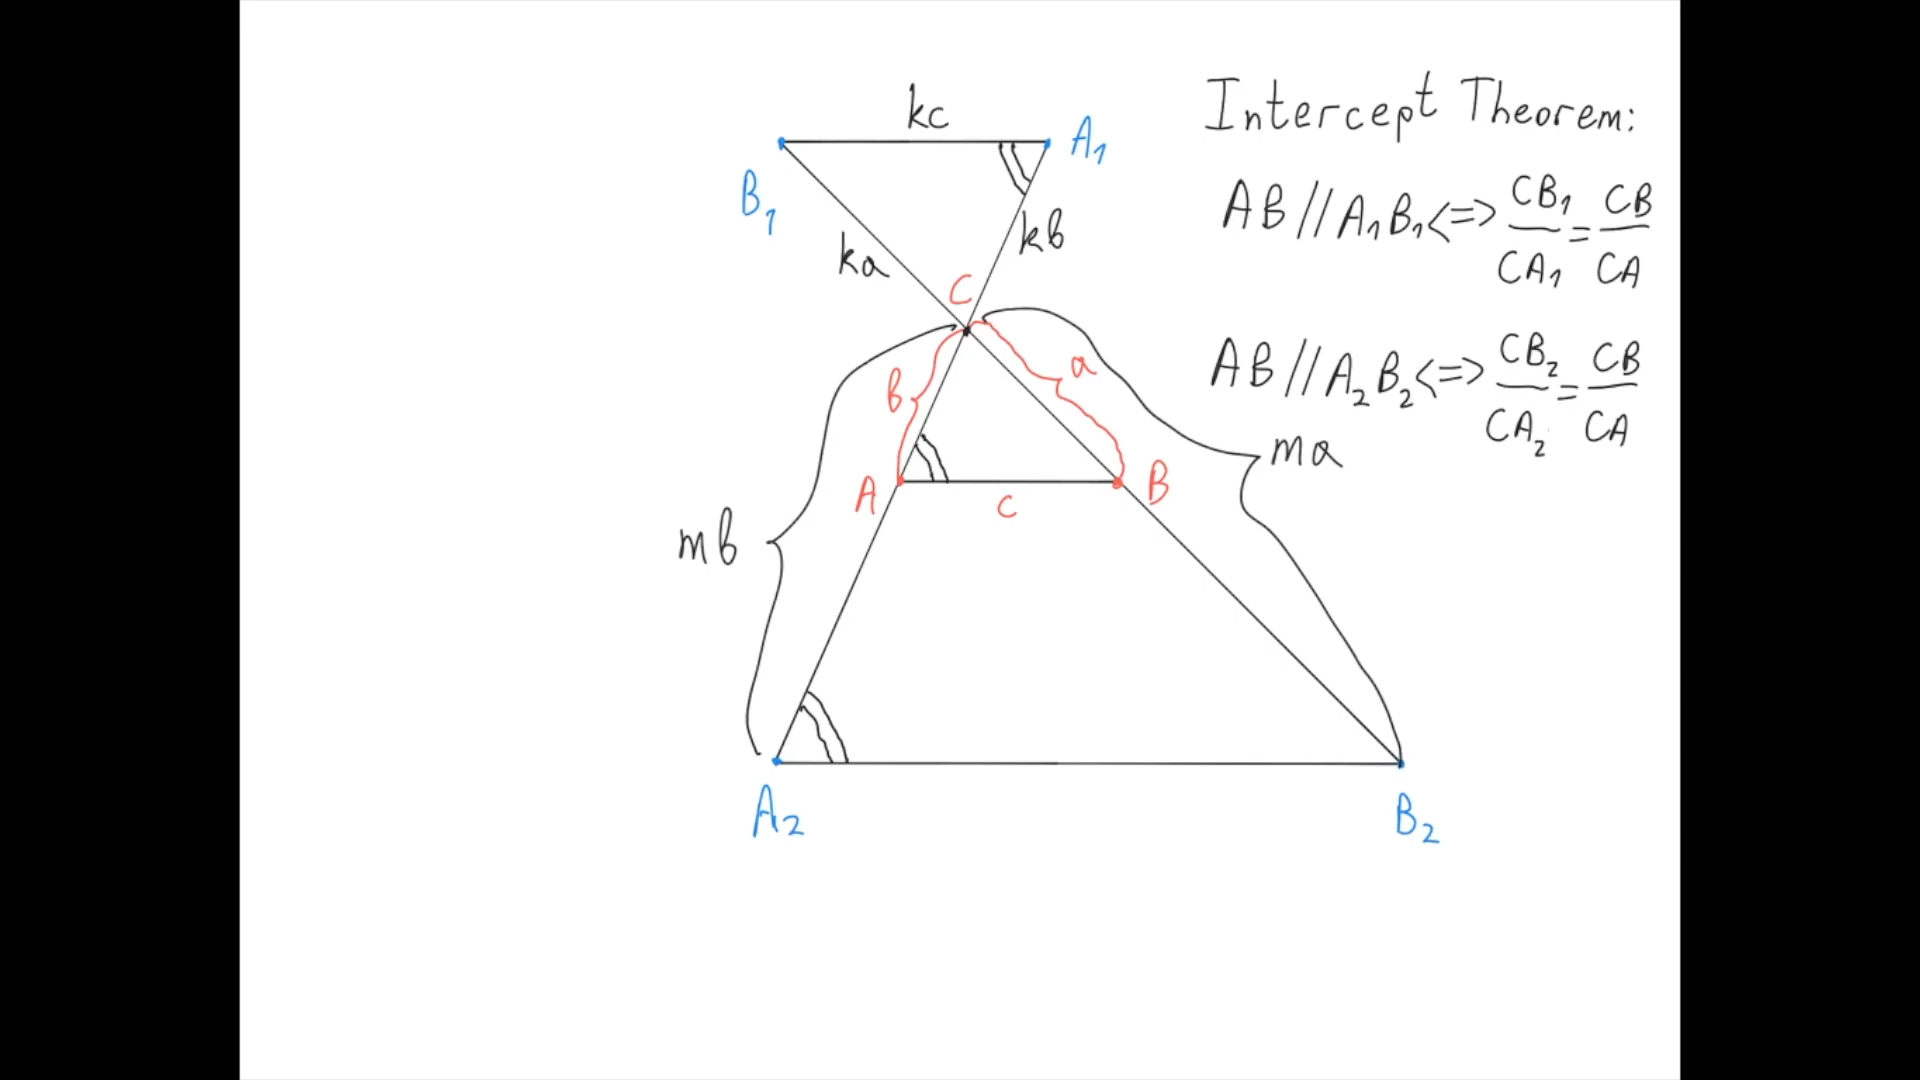 kc
A₁
B₁
ka
kb
C
b
a
A
c
B
mb
ma
A₂
B₂
Intercept Theorem:
AB//A₁B₁<=> CB₁/CA₁ = CB/CA
AB//A₂B₂<=> CB₂/CA₂ = CB/CA